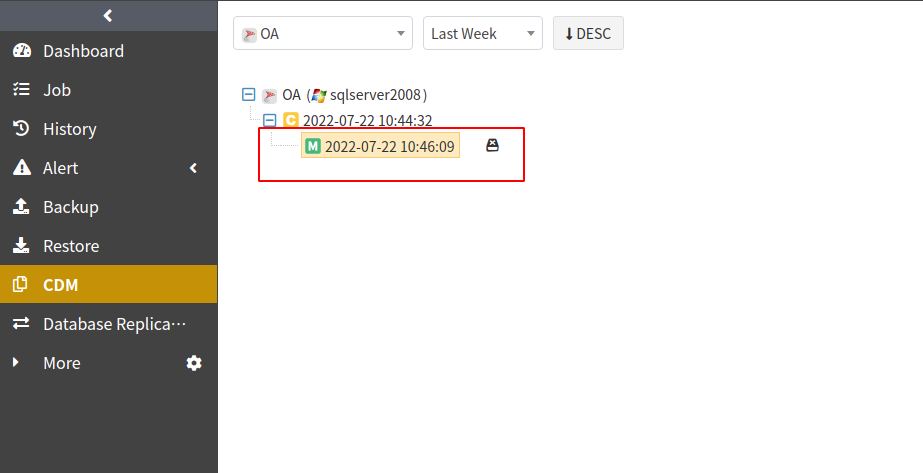 OA
Last Week
DESC
Dashboard
Job
History
Alert
Backup
Restore
CDM
Database Replica···
More
OA (sqlserver2008)
C 2022-07-22 10:44:32
M 2022-07-22 10:46:09